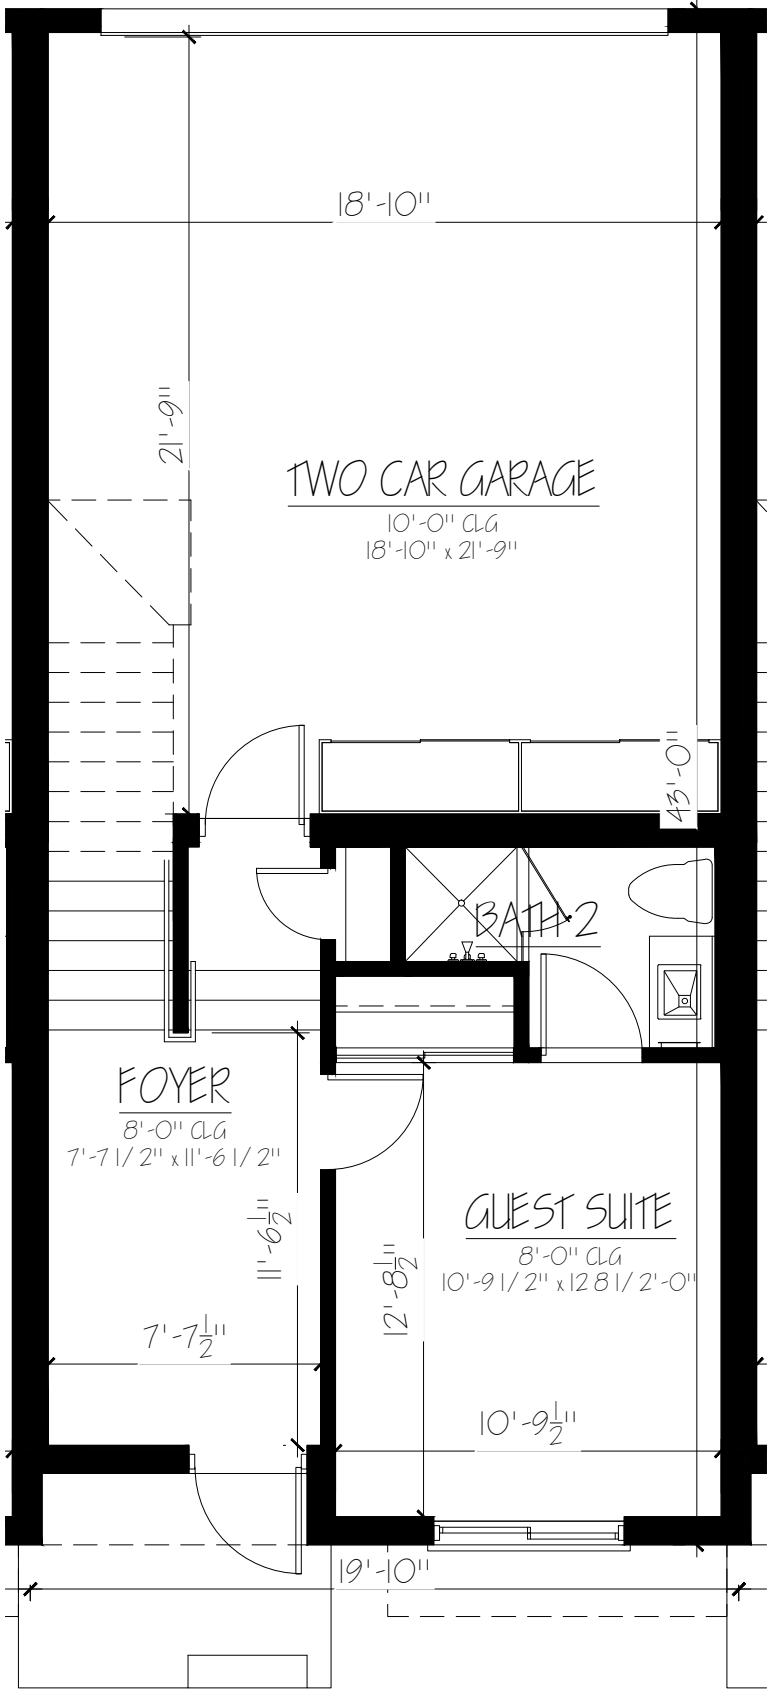 18'-10"
21'-9"
TWO CAR GARAGE
10'-0" CLG
18'-10" x 21'-9"
43'-0"
BATH 2
FOYER
8'-0" CLG
7'-7 1/2" x 11'-6 1/2"
11'-6 1/2"
GUEST SUITE
8'-0" CLG
10'-9 1/2" x 12 8 1/2'-0"
12'-8 1/2"
7'-7 1/2"
10'-9 1/2"
19'-10"